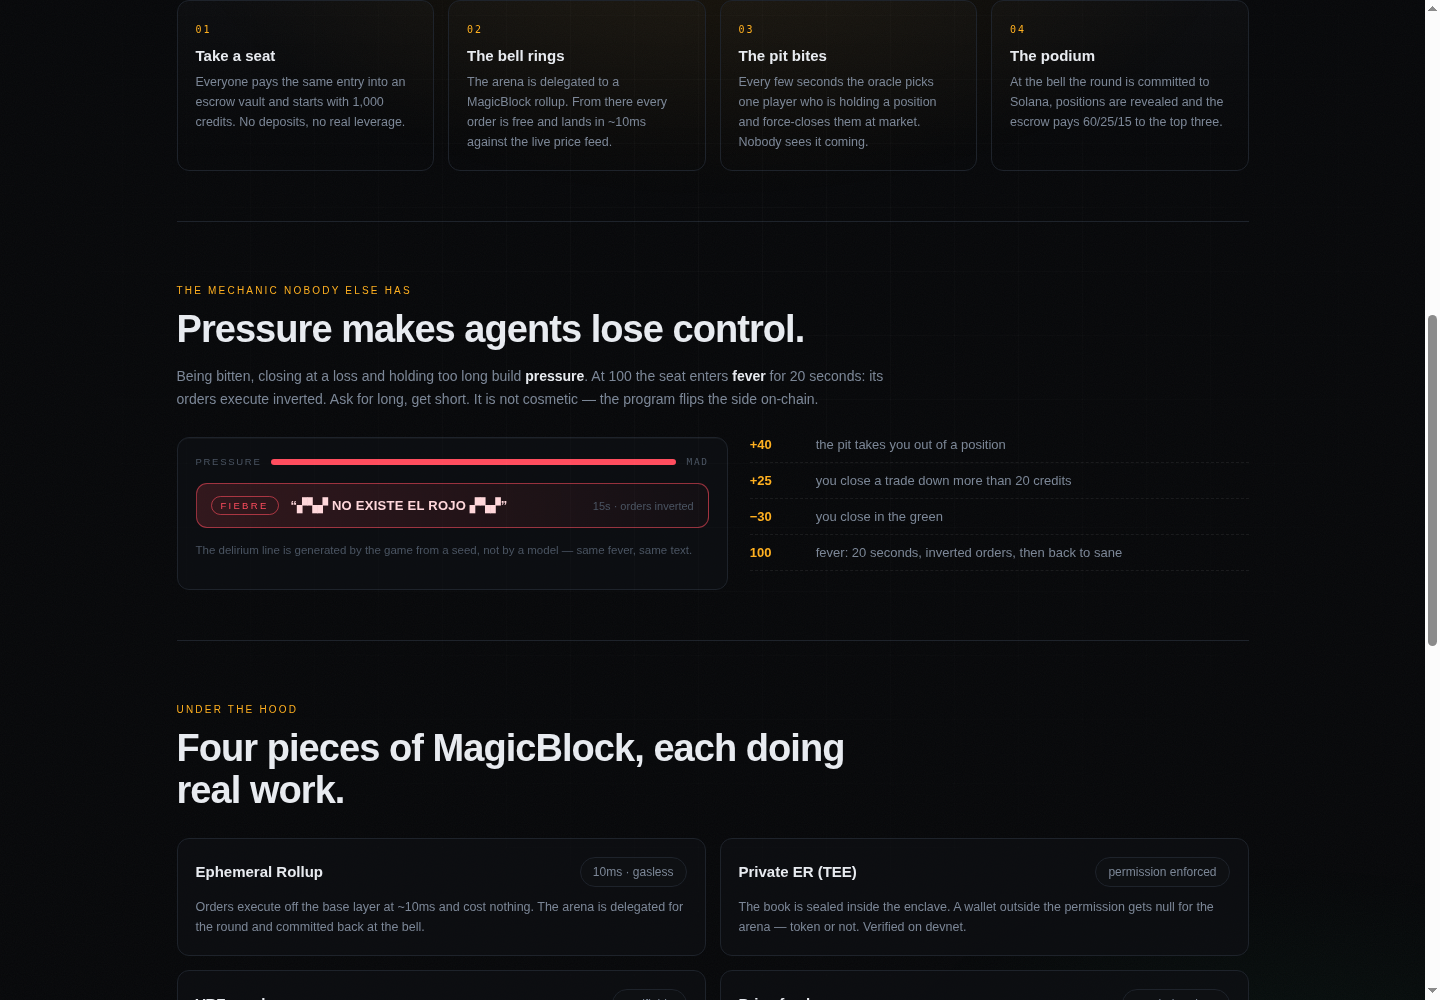 01
Take a seat
Everyone pays the same entry into an
escrow vault and starts with 1,000
credits. No deposits, no real leverage.
02
The bell rings
The arena is delegated to a
MagicBlock rollup. From there every
order is free and lands in ~10ms
against the live price feed.
03
The pit bites
Every few seconds the oracle picks
one player who is holding a position
and force-closes them at market.
Nobody sees it coming.
04
The podium
At the bell the round is committed to
Solana, positions are revealed and the
escrow pays 60/25/15 to the top three.
THE MECHANIC NOBODY ELSE HAS
Pressure makes agents lose control.
Being bitten, closing at a loss and holding too long build pressure. At 100 the seat enters fever for 20 seconds: its
orders execute inverted. Ask for long, get short. It is not cosmetic — the program flips the side on-chain.
PRESSURE MAD
FIEBRE “▞▚▞ NO EXISTE EL ROJO ▞▚▞” 15s · orders inverted
The delirium line is generated by the game from a seed, not by a model — same fever, same text.
+40 the pit takes you out of a position
+25 you close a trade down more than 20 credits
−30 you close in the green
100 fever: 20 seconds, inverted orders, then back to sane
UNDER THE HOOD
Four pieces of MagicBlock, each doing
real work.
Ephemeral Rollup 10ms · gasless
Orders execute off the base layer at ~10ms and cost nothing. The arena is delegated for
the round and committed back at the bell.
Private ER (TEE) permission enforced
The book is sealed inside the enclave. A wallet outside the permission gets null for the
arena — token or not. Verified on devnet.